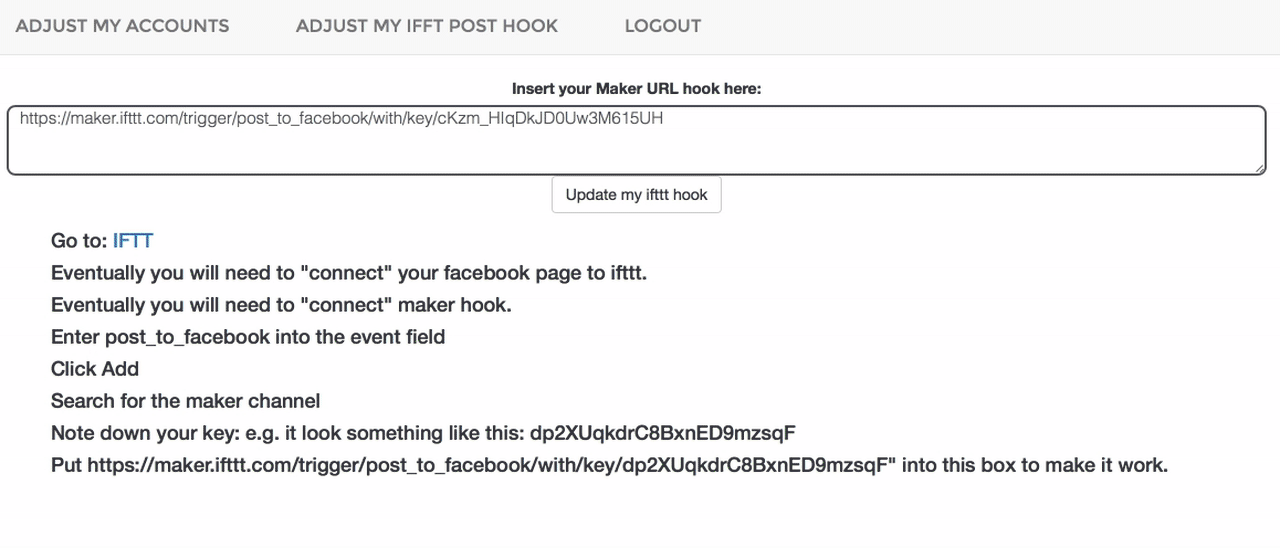 ADJUST MY ACCOUNTS ADJUST MY IFFT POST HOOK LOGOUT
Insert your Maker URL hook here:
https://maker.ifttt.com/trigger/post_to_facebook/with/key/cKzm_HIqDkJD0Uw3M615UH
Update my ifttt hook
Go to: IFTT
Eventually you will need to "connect" your facebook page to ifttt.
Eventually you will need to "connect" maker hook.
Enter post_to_facebook into the event field
Click Add
Search for the maker channel
Note down your key: e.g. it look something like this: dp2XUqkdrC8BxnED9mzsqF
Put https://maker.ifttt.com/trigger/post_to_facebook/with/key/dp2XUqkdrC8BxnED9mzsqF" into this box to make it work.